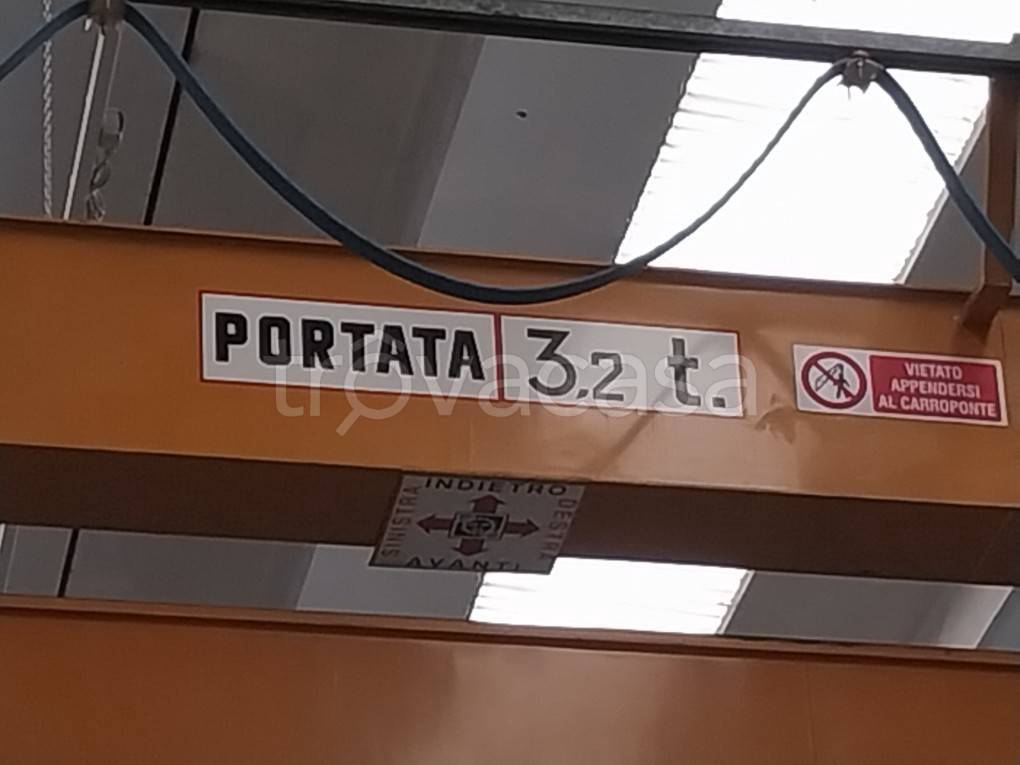 PORTATA 3,2 t.
VIETATO
APPENDERSI
AL CARROPONTE
INDIETRO
SINISTRA
DESTRA
AVANTI
trovacasa